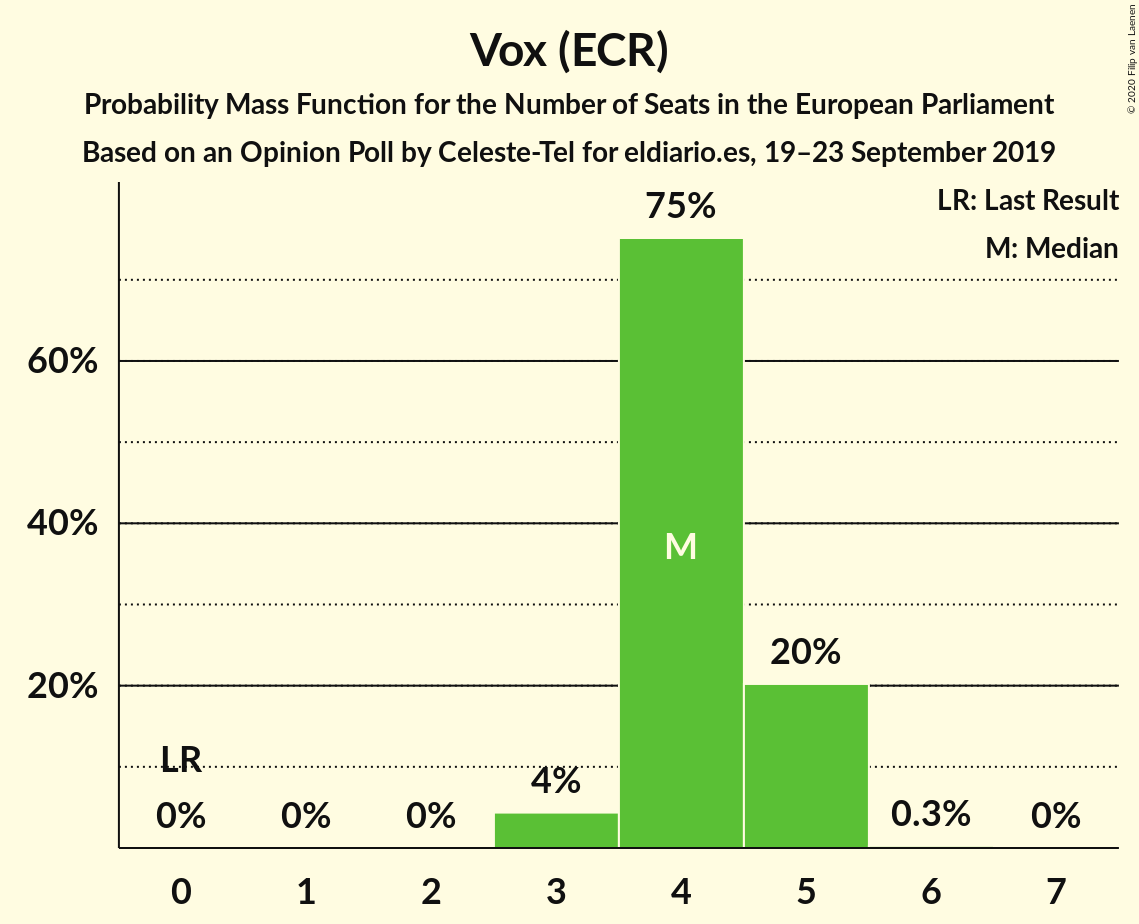 Vox (ECR)
Probability Mass Function for the Number of Seats in the European Parliament
Based on an Opinion Poll by Celeste-Tel for eldiario.es, 19–23 September 2019
© 2020 Filip van Laenen
LR: Last Result
M: Median
75%
60%
40%
M
20%
20%
LR
4%
0% 0% 0% 0.3% 0%
0 1 2 3 4 5 6 7